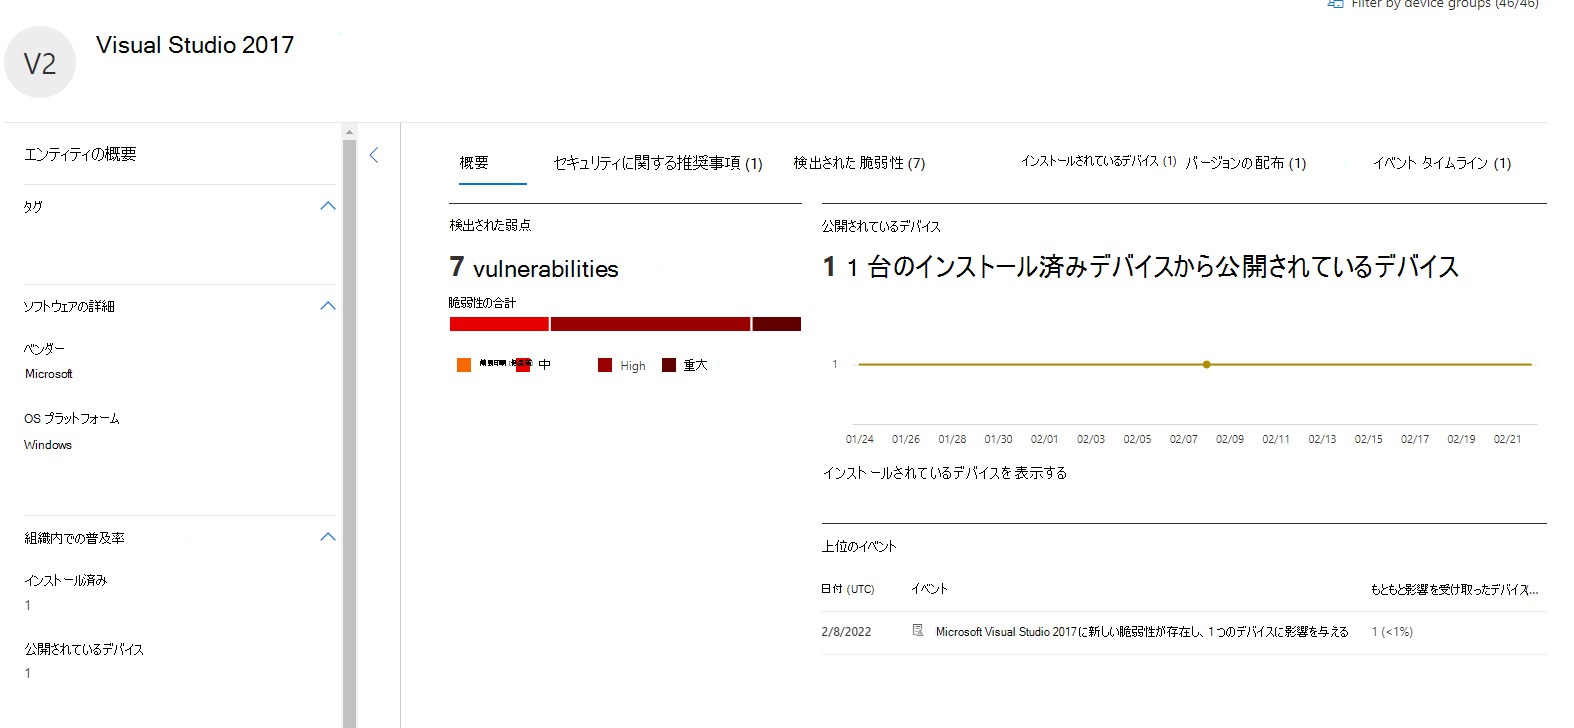 Filter by device groups (46/46)
V2
Visual Studio 2017
エンティティの概要
タグ
ソフトウェアの詳細
ベンダー
Microsoft
OS プラットフォーム
Windows
組織内での普及率
インストール済み
1
公開されているデバイス
1
概要
セキュリティに関する推奨事項 (1)
検出された 脆弱性 (7)
インストールされているデバイス (1)
バージョンの配布 (1)
イベント タイムライン (1)
検出された弱点
7 vulnerabilities
脆弱性の合計
中
High
重大
公開されているデバイス
1 1 台のインストール済みデバイスから公開されているデバイス
1
01/24 01/26 01/28 01/30 02/01 02/03 02/05 02/07 02/09 02/11 02/13 02/15 02/17 02/19 02/21
インストールされているデバイスを表示する
上位のイベント
日付 (UTC) イベント もともと影響を受け取ったデバイス(...
2/8/2022 Microsoft Visual Studio 2017に新しい脆弱性が存在し、1つのデバイスに影響を与える 1 (<1%)